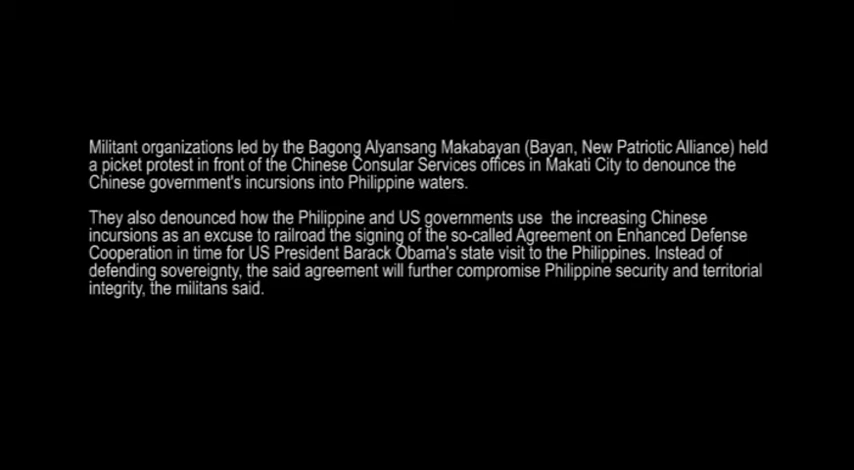 Militant organizations led by the Bagong Alyansang Makabayan (Bayan, New Patriotic Alliance) held
a picket protest in front of the Chinese Consular Services offices in Makati City to denounce the
Chinese government's incursions into Philippine waters.
They also denounced how the Philippine and US governments use  the increasing Chinese
incursions as an excuse to railroad the signing of the so-called Agreement on Enhanced Defense
Cooperation in time for US President Barack Obama's state visit to the Philippines. Instead of
defending sovereignty, the said agreement will further compromise Philippine security and territorial
integrity, the militans said.